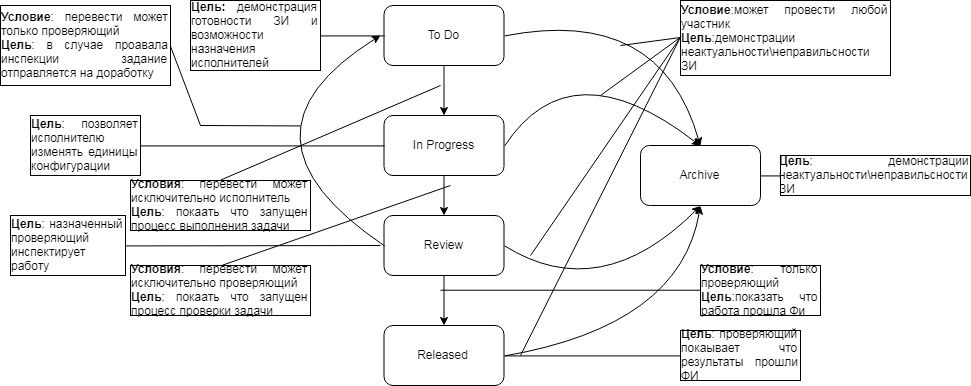 Условие: перевести может
только проверяющий
Цель: в случае проавала
инспекции задание
отправляется на доработку
Цель: демонстрация
готовности ЗИ и
возможности
назначения
исполнителей
To Do
Условие:может провести любой
участник
Цель:демонстрации
неактуальности\неправильсности
ЗИ
Цель: позволяет
исполнителю
изменять единицы
конфигурации
In Progress
Archive
Цель: демонстрации
неактуальности\неправильсности
ЗИ
Условия: перевести может
исключительно исполнитель
Цель: покаать что запущен
процесс выполнения задачи
Цель: назначенный
проверяющий
инспектирует
работу
Review
Условия: перевести может
исключительно проверяющий
Цель: покаать что запущен
процесс проверки задачи
Условие: только
проверяющий
Цель:показать что
работа прошла Фи
Released
Цель: проверяющий
покаывает что
результаты прошли
ФИ